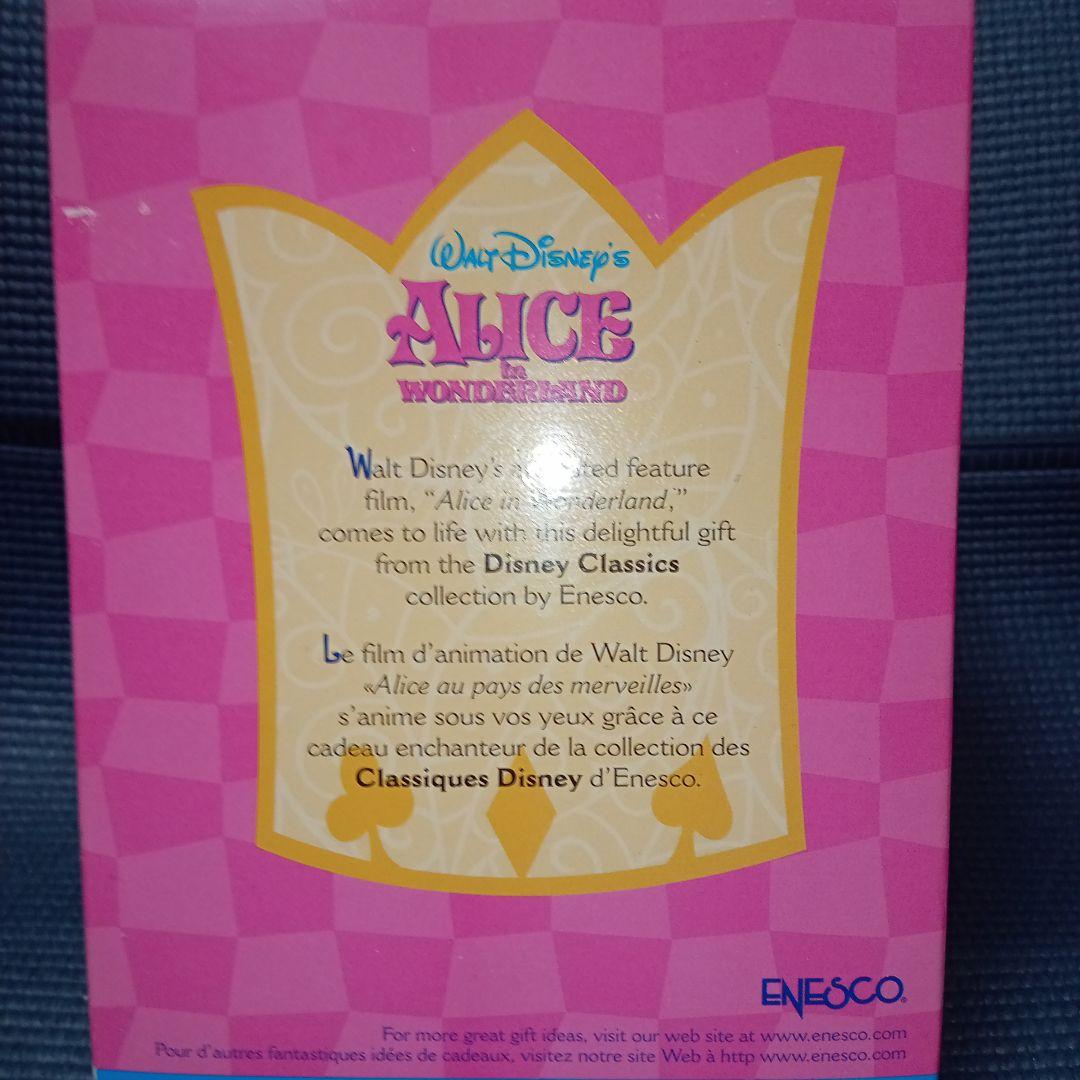 WALT DISNEY'S
ALICE
in
WONDERLAND
Walt Disney's animated feature
film, "Alice in Wonderland,"
comes to life with this delightful gift
from the Disney Classics
collection by Enesco.
Le film d'animation de Walt Disney
«Alice au pays des merveilles»
s'anime sous vos yeux grâce à ce
cadeau enchanteur de la collection des
Classiques Disney d'Enesco.
ENESCO®
For more great gift ideas, visit our web site at www.enesco.com
Pour d'autres fantastiques idées de cadeaux, visitez notre site Web à http www.enesco.com